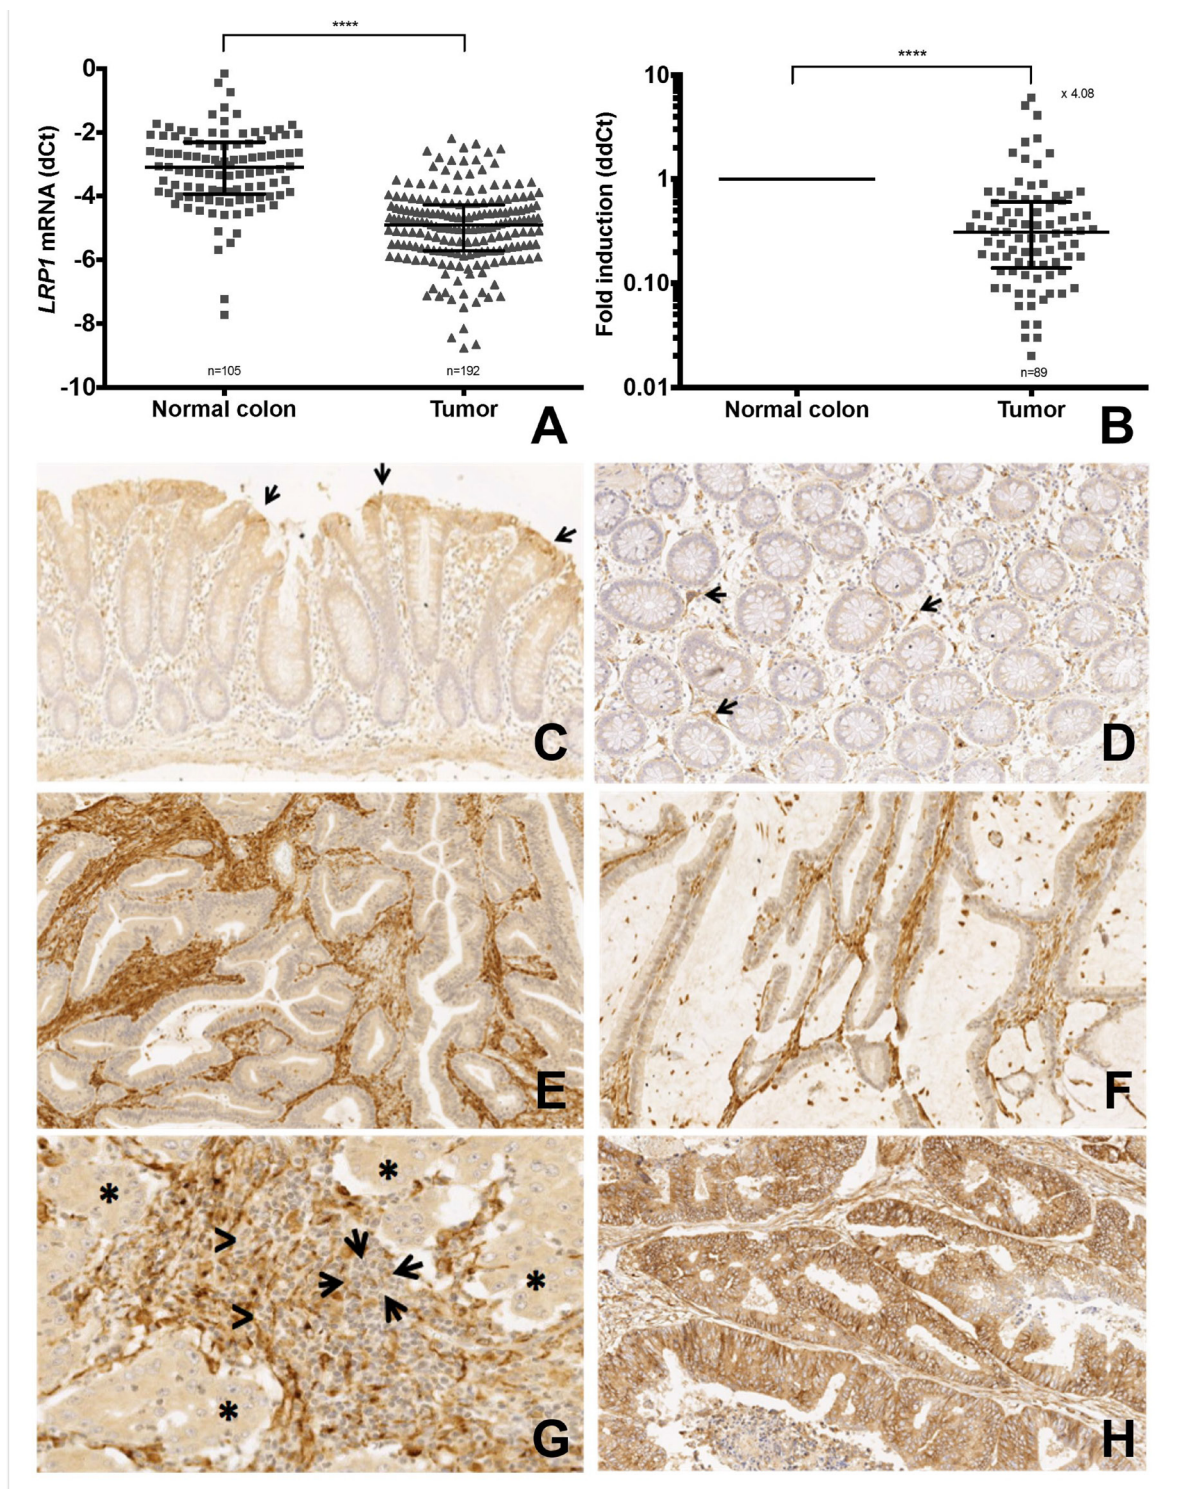 ****
0
-2
-4
-6
-8
-10
LRP1 mRNA (dCt)
n=105
n=192
Normal colon
Tumor
A
****
10
1
0.10
0.01
Fold induction (ddCt)
x 4.08
n=89
Normal colon
Tumor
B
C
D
E
F
*
*
*
*
>
>
G
H